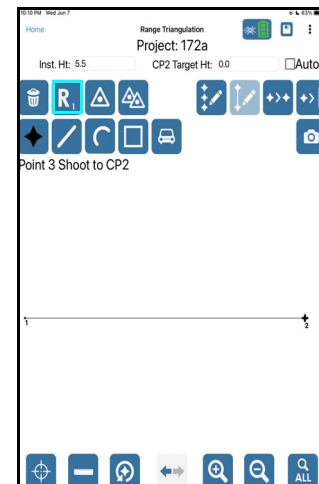 10:10 PM Wed Jun 7
63%
Home
Range Triangulation
Project: 172a
Inst. Ht: 5.5
CP2 Target Ht: 0.0
Auto
R1
Point 3 Shoot to CP2
1
2
ALL